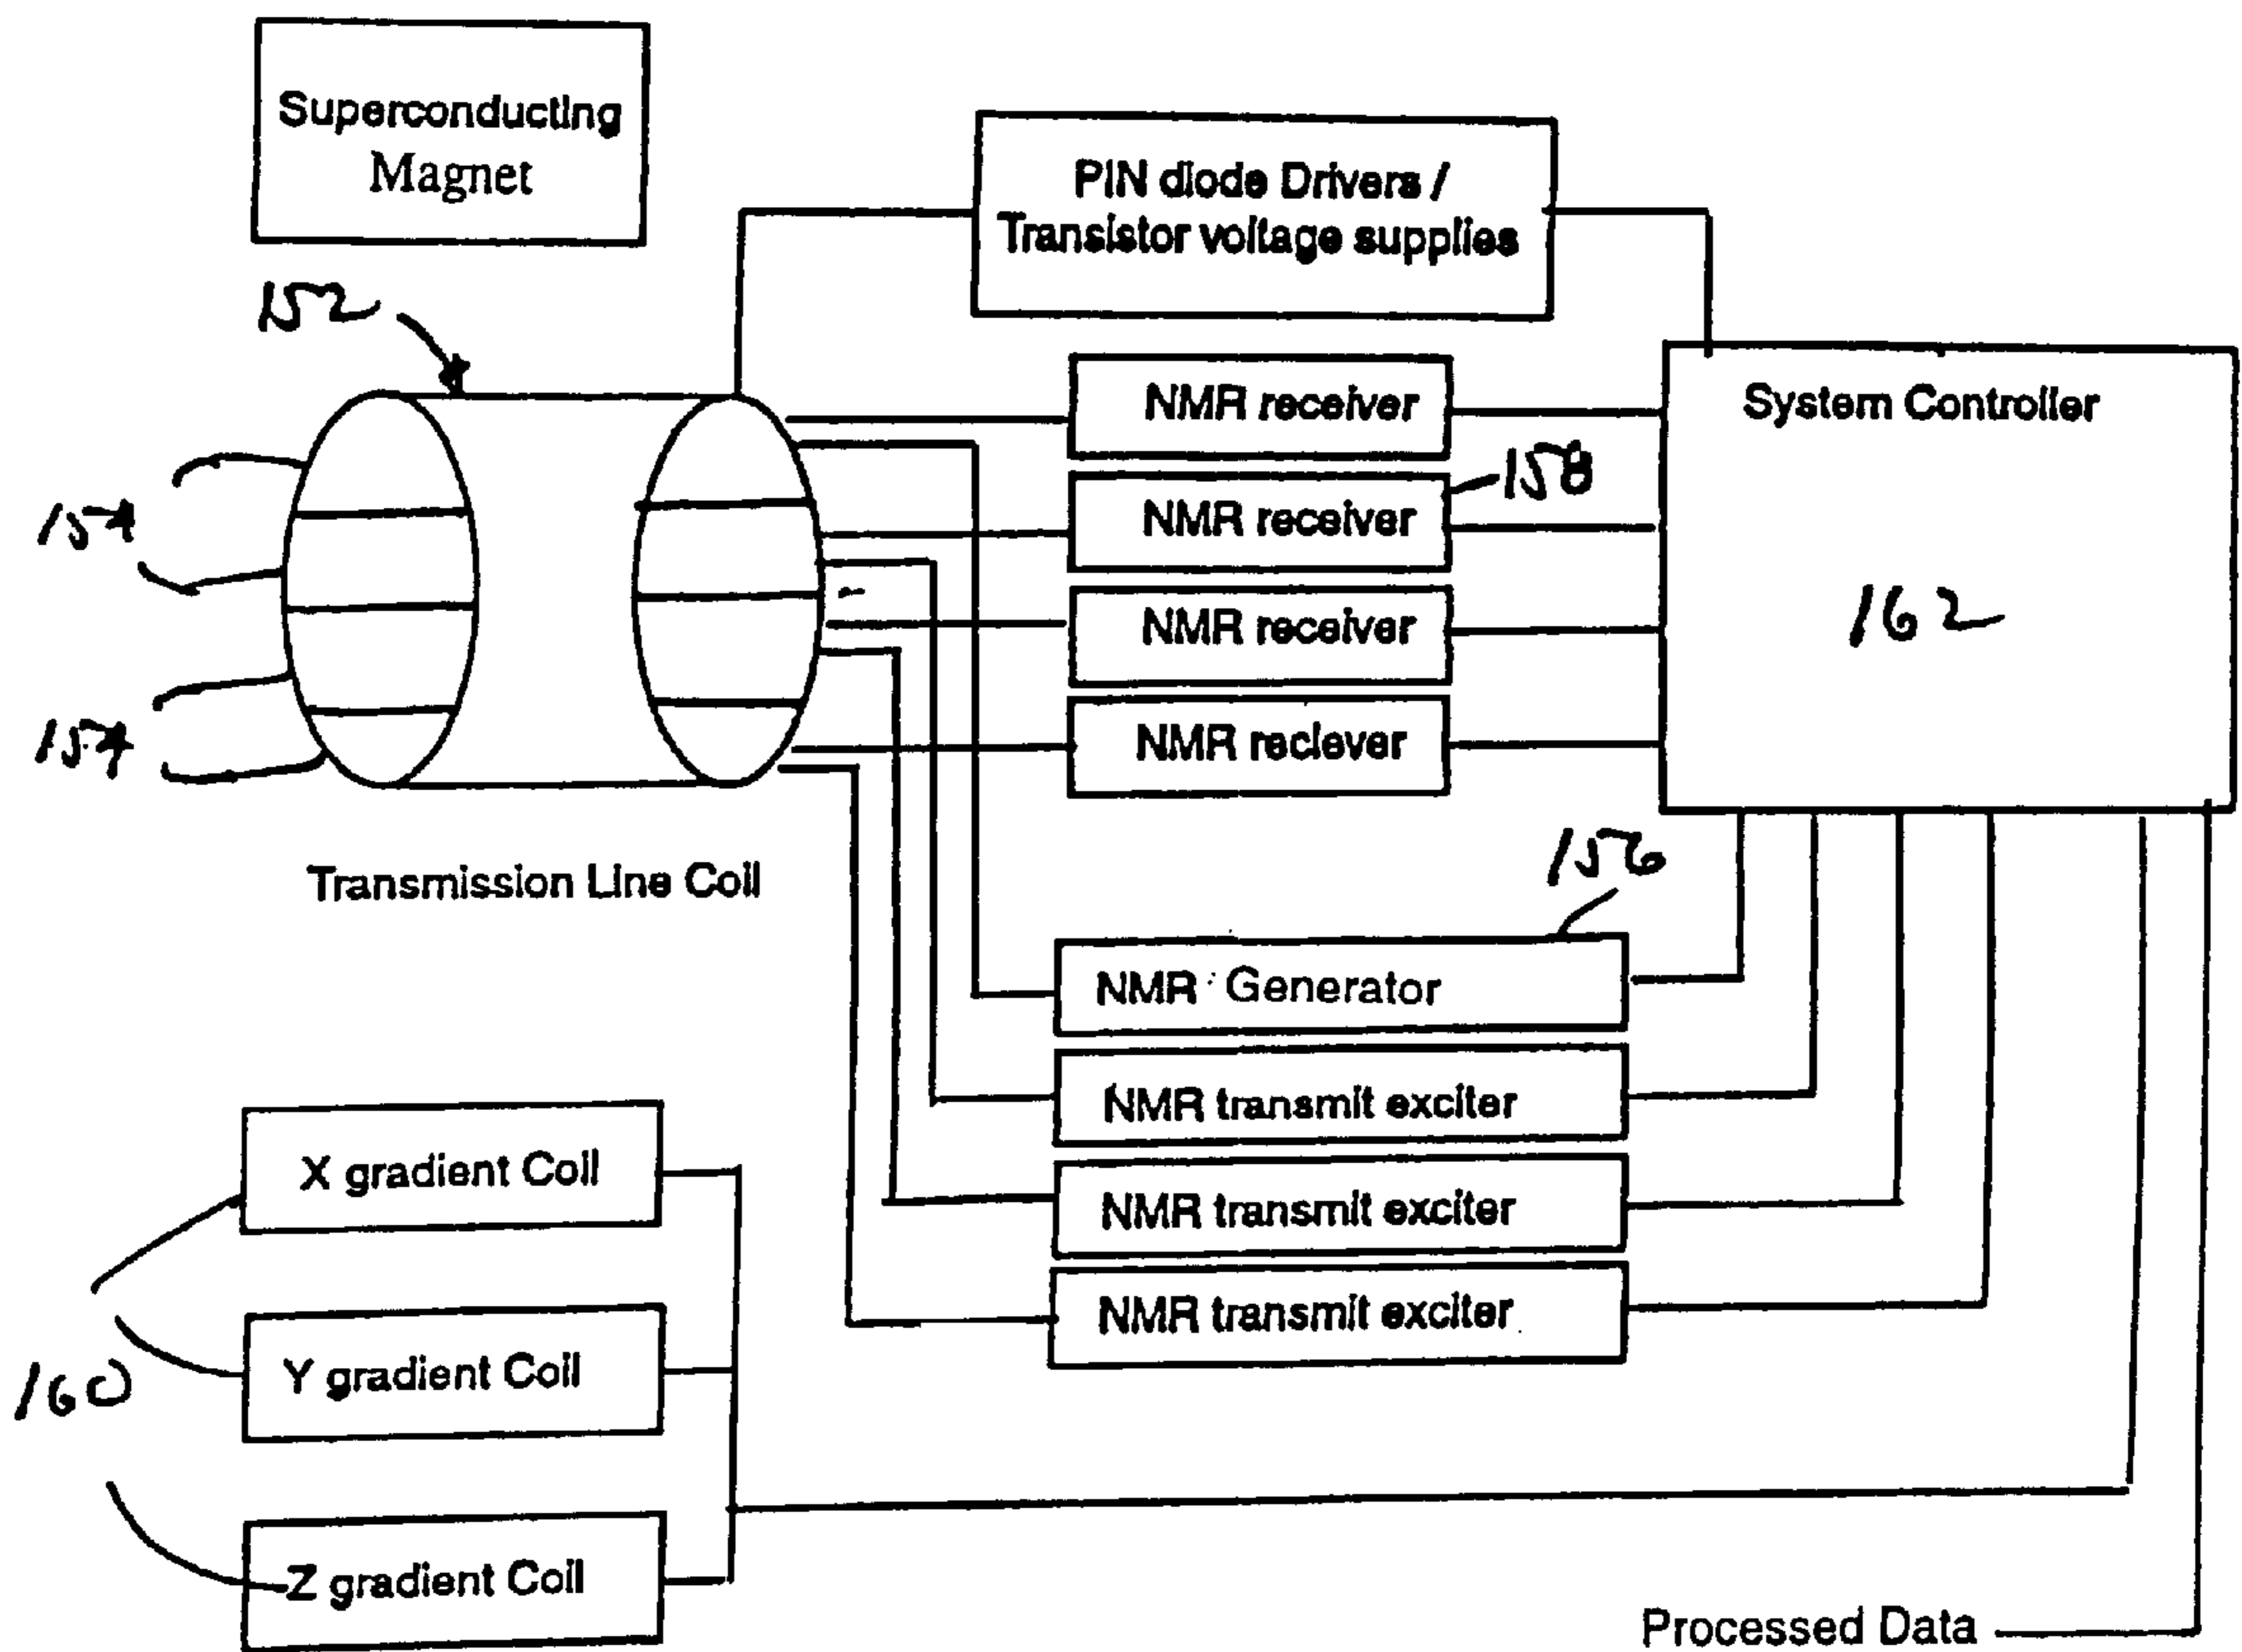 Superconducting
Magnet
PIN diode Drivers /
Transistor voltage supplies
152
NMR receiver
System Controller
158
NMR receiver
154
NMR receiver
162
154
NMR reciever
156
Transmission Line Coil
NMR Generator
NMR transmit exciter
X gradient Coil
NMR transmit exciter
NMR transmit exciter
Y gradient Coil
160
Z gradient Coil
Processed Data